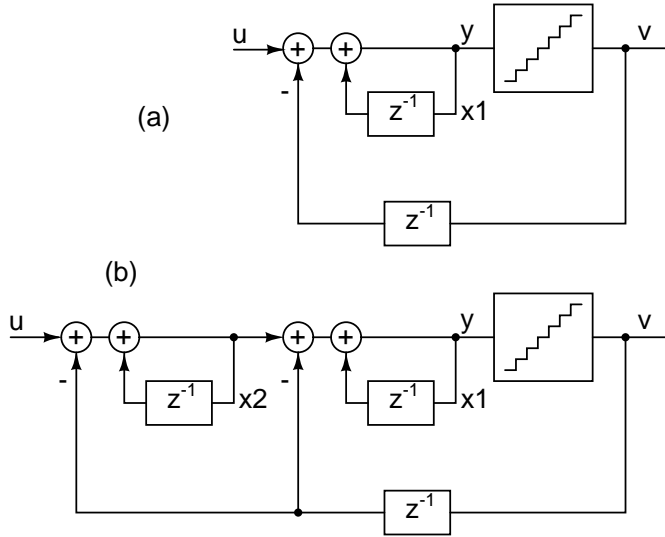 u + + y v
-
z-1 x1
(a)
z-1
(b)
u + + + + y v
- -
z-1 x2 z-1 x1
z-1